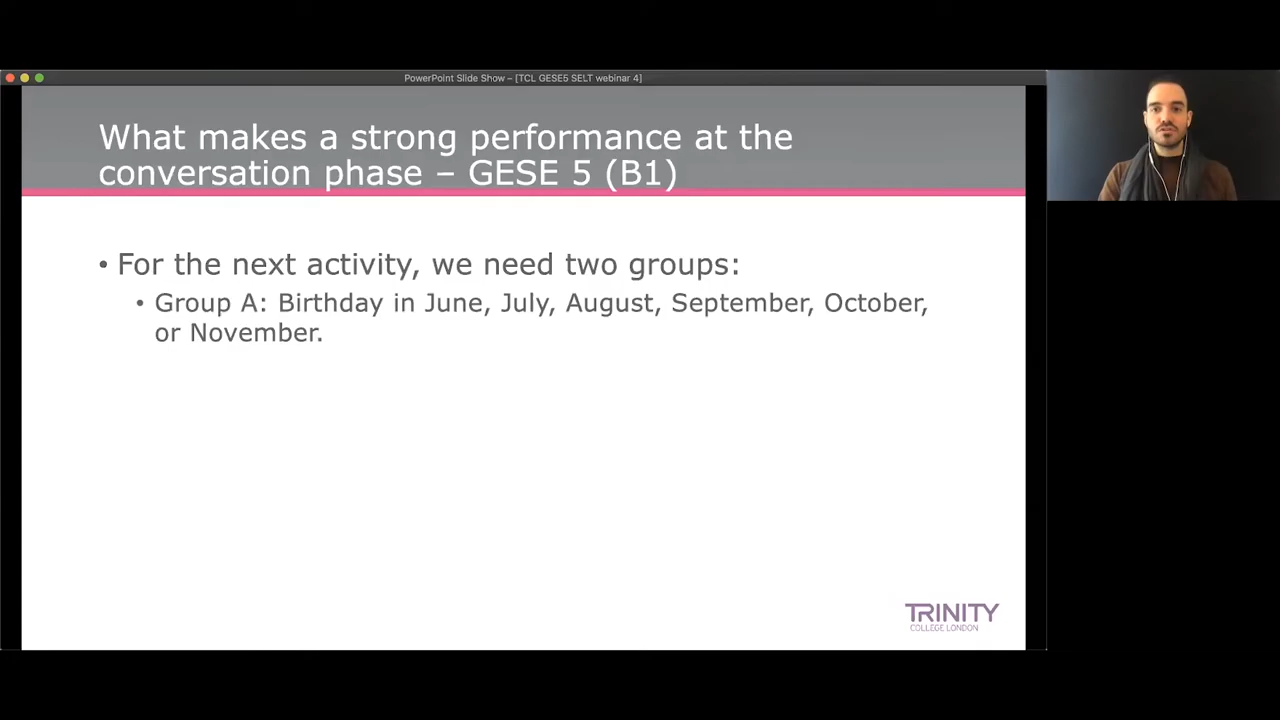 PowerPoint Slide Show – [TCL GESE5 SELT webinar 4]
What makes a strong performance at the
conversation phase – GESE 5 (B1)
• For the next activity, we need two groups:
• Group A: Birthday in June, July, August, September, October,
or November.
TRINITY
COLLEGE LONDON